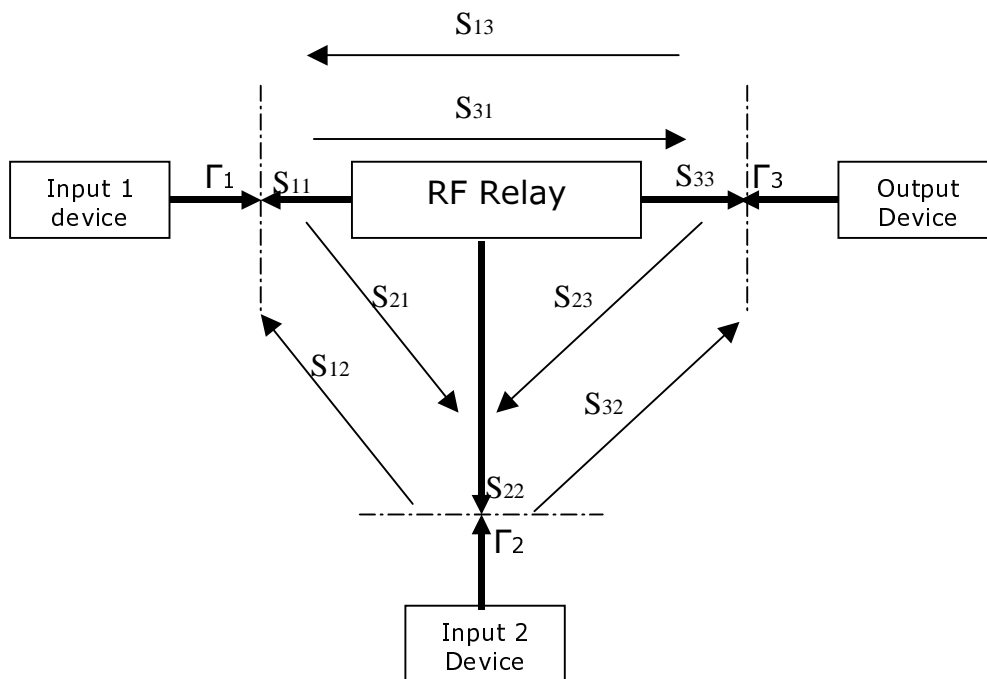 S13
S31
Input 1
device
Γ1
S11
RF Relay
S33
Γ3
Output
Device
S21
S23
S12
S32
S22
Γ2
Input 2
Device